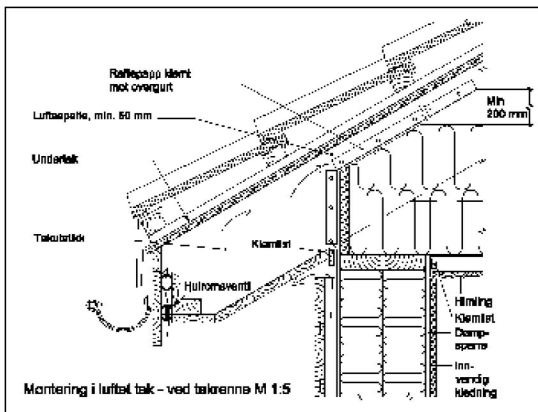 Raftepapp klemt
mot overgurt
Luftespalte, min. 50 mm
Min
200 mm
Undertak
Takutstikk
Klemlist
Hulromsventil
Himling
Klemlist
Damp-
sperre
Inn-
vendig
kledning
Montering i luftet tak - ved takrenne M 1:5